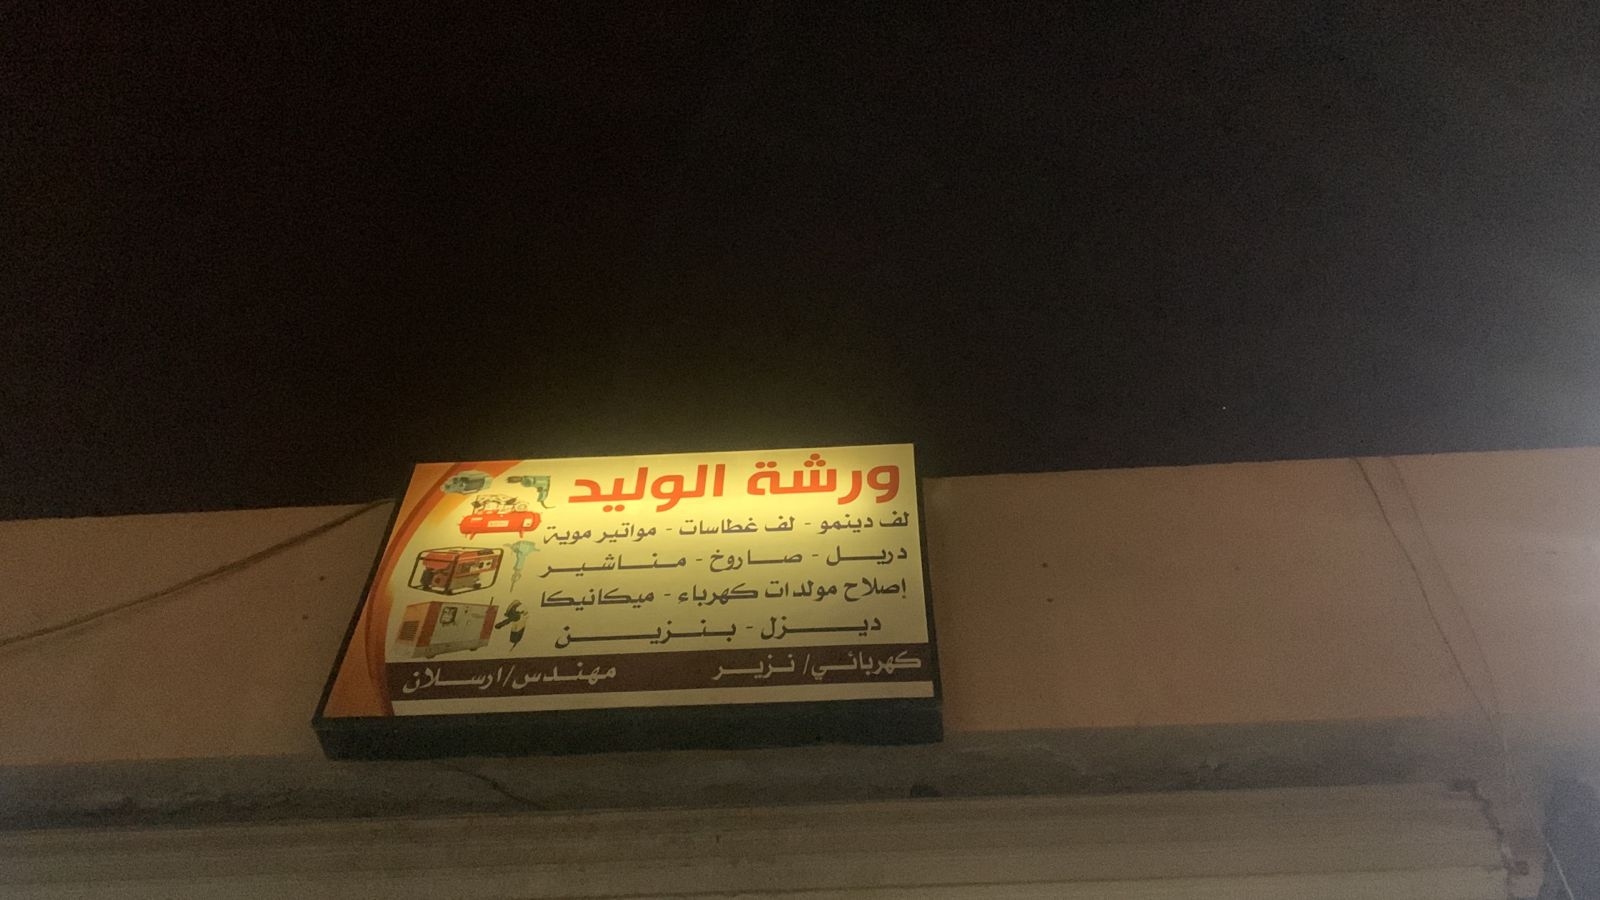 ورشة الوليد
لف دينمو - لف غطاسات - مواتير موية
دريل - صاروخ - مناشير
إصلاح مولدات كهرباء - ميكانيكا
ديزل - بنزين
كهربائي/ نزير مهندس/ارسلان